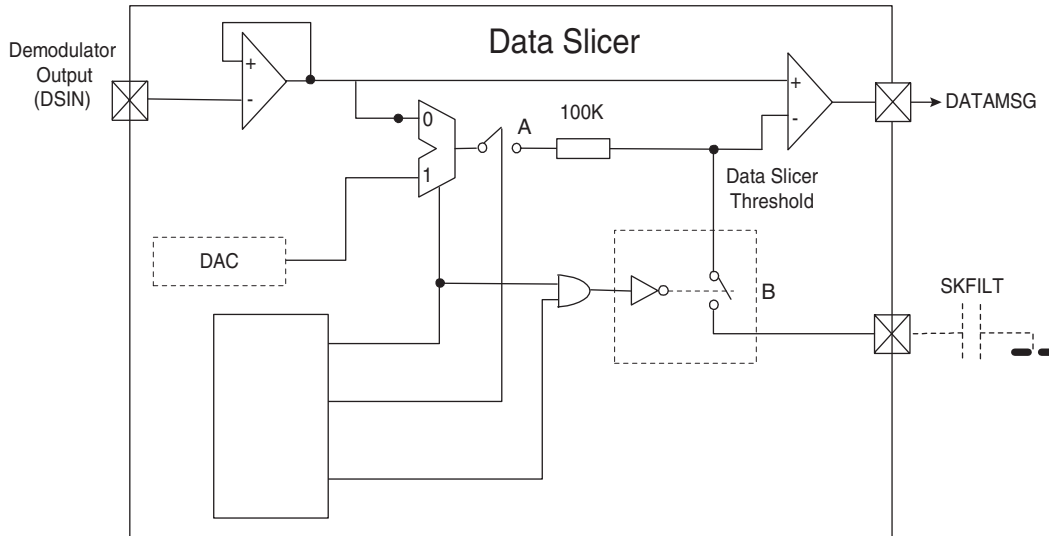 Data Slicer
Demodulator
Output
(DSIN)
+
-
+
-
DATAMSG
0
1
A
100K
Data Slicer
Threshold
DAC
B
SKFILT